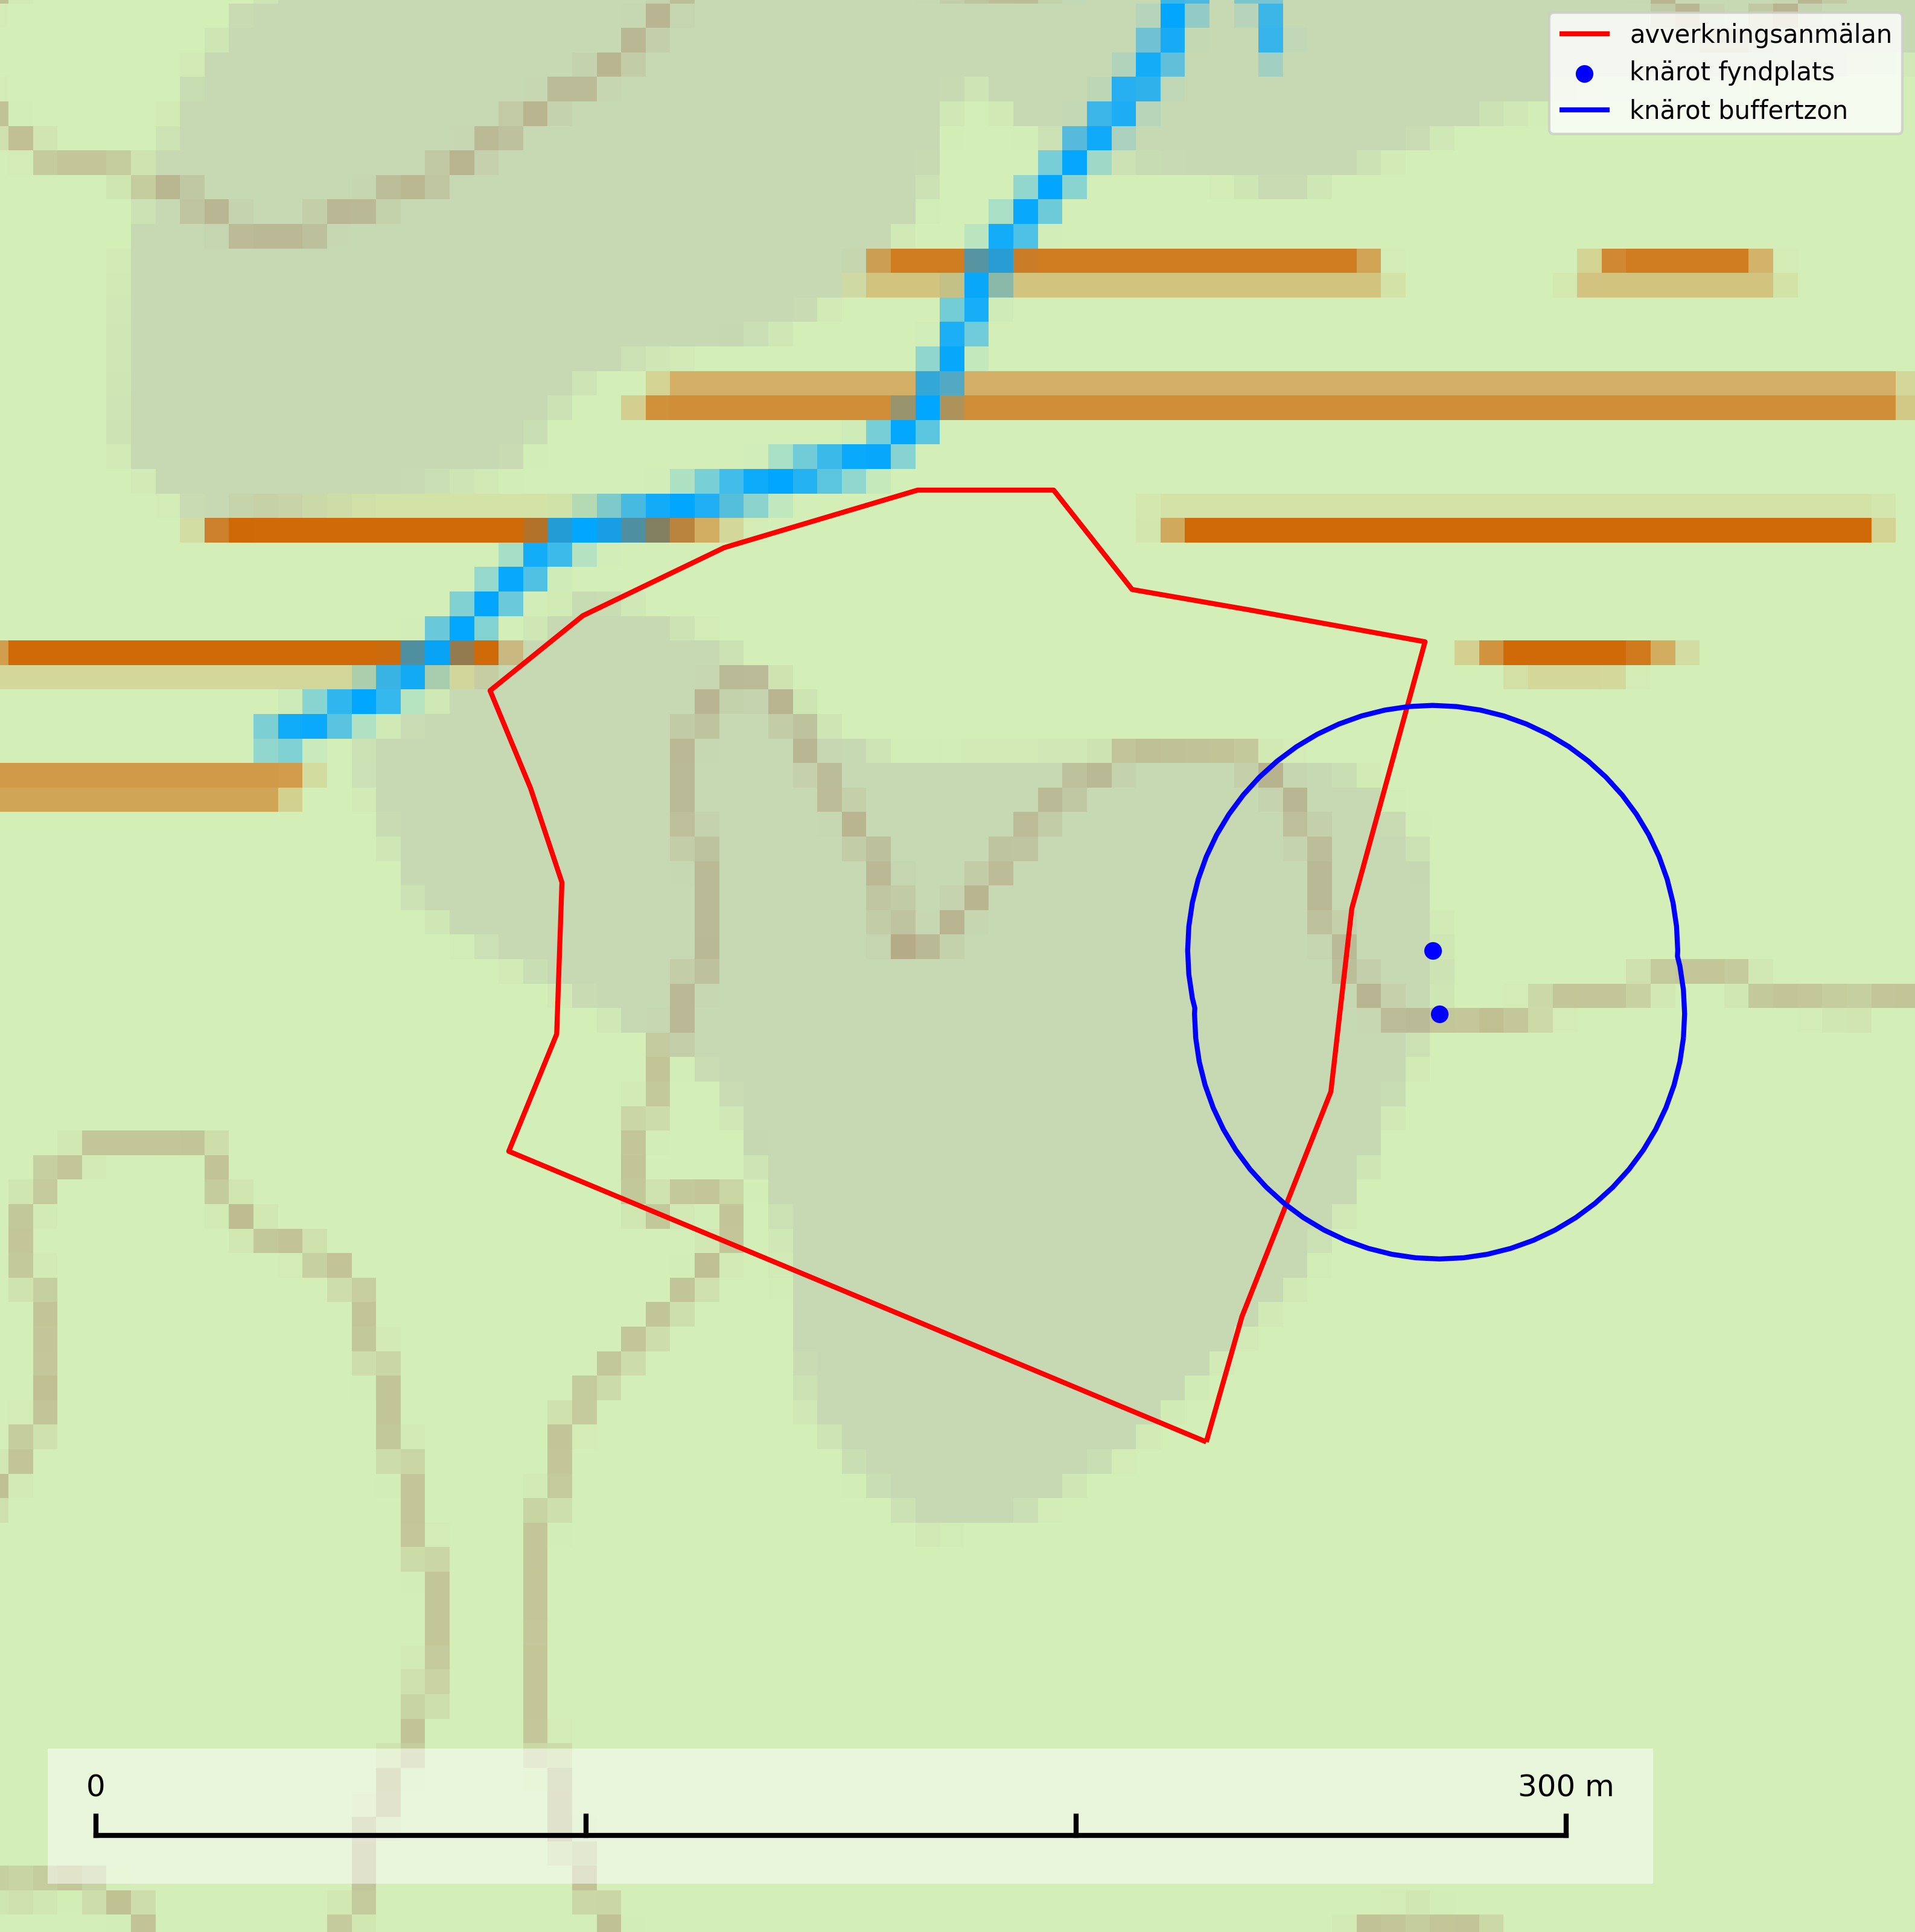 avverkningsanmälan
knärot fyndplats
knärot buffertzon
0
300 m